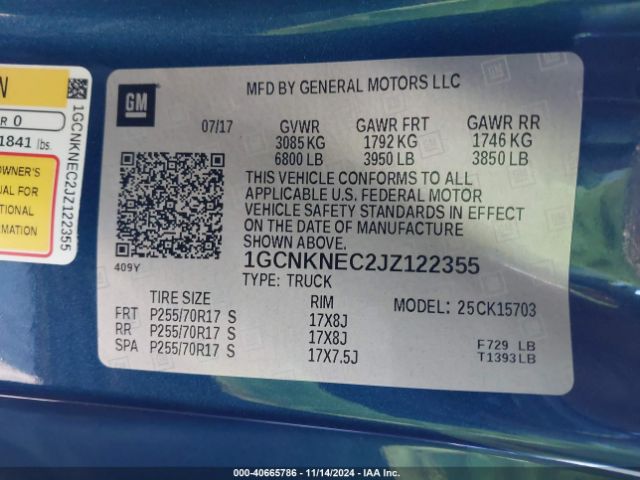 N
R 0
1841 lbs.
OWNER'S
UAL FOR
TIONAL
RMATION
1GCNKNEC2JZ122355
GM
MFD BY GENERAL MOTORS LLC
07/17 GVWR GAWR FRT GAWR RR
3085 KG 1792 KG 1746 KG
6800 LB 3950 LB 3850 LB
THIS VEHICLE CONFORMS TO ALL
APPLICABLE U.S. FEDERAL MOTOR
VEHICLE SAFETY STANDARDS IN EFFECT
ON THE DATE OF MANUFACTURE
SHOWN ABOVE.
409Y
1GCNKNEC2JZ122355
TYPE: TRUCK
TIRE SIZE RIM MODEL: 25CK15703
FRT P255/70R17 S 17X8J
RR P255/70R17 S 17X8J
SPA P255/70R17 S 17X7.5J
F729 LB
T1393LB
000-40665786 - 11/14/2024 - IAA Inc.